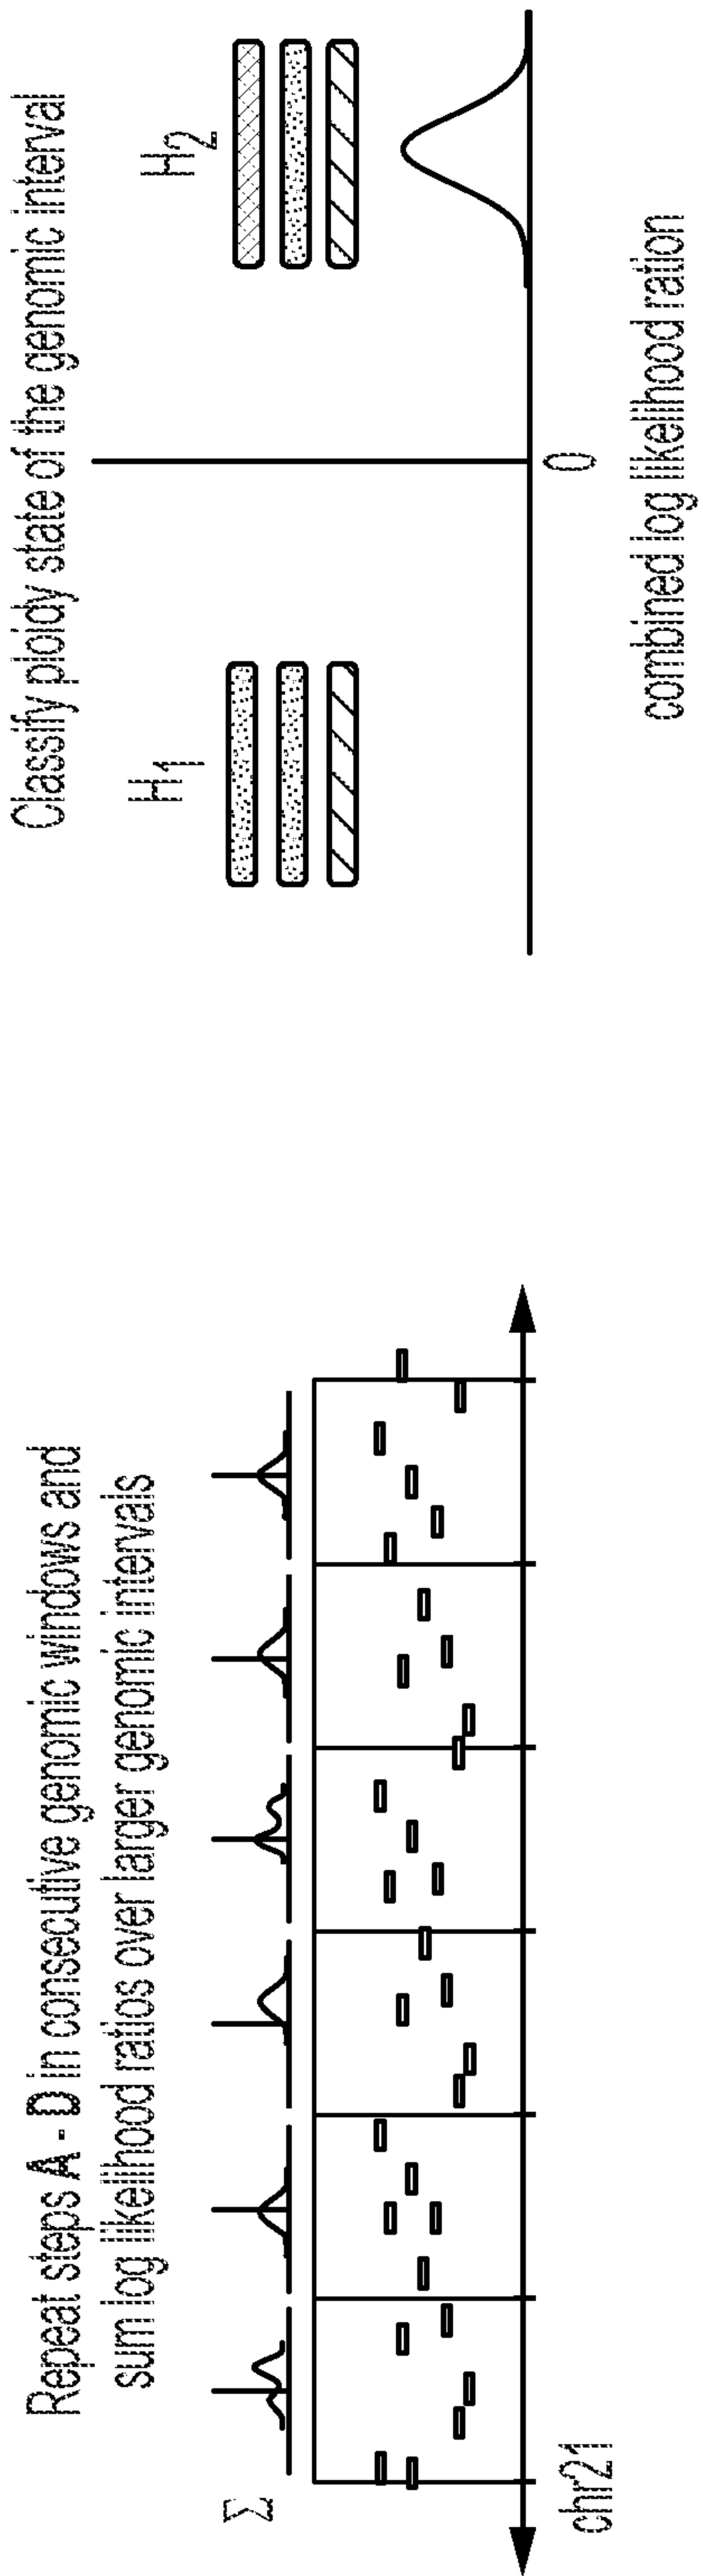 Repeat steps A - D in consecutive genomic windows and
sum log likelihood ratios over larger genomic intervals
Σ
chr21
Classify ploidy state of the genomic interval
H1
H2
0
combined log likelihood ration